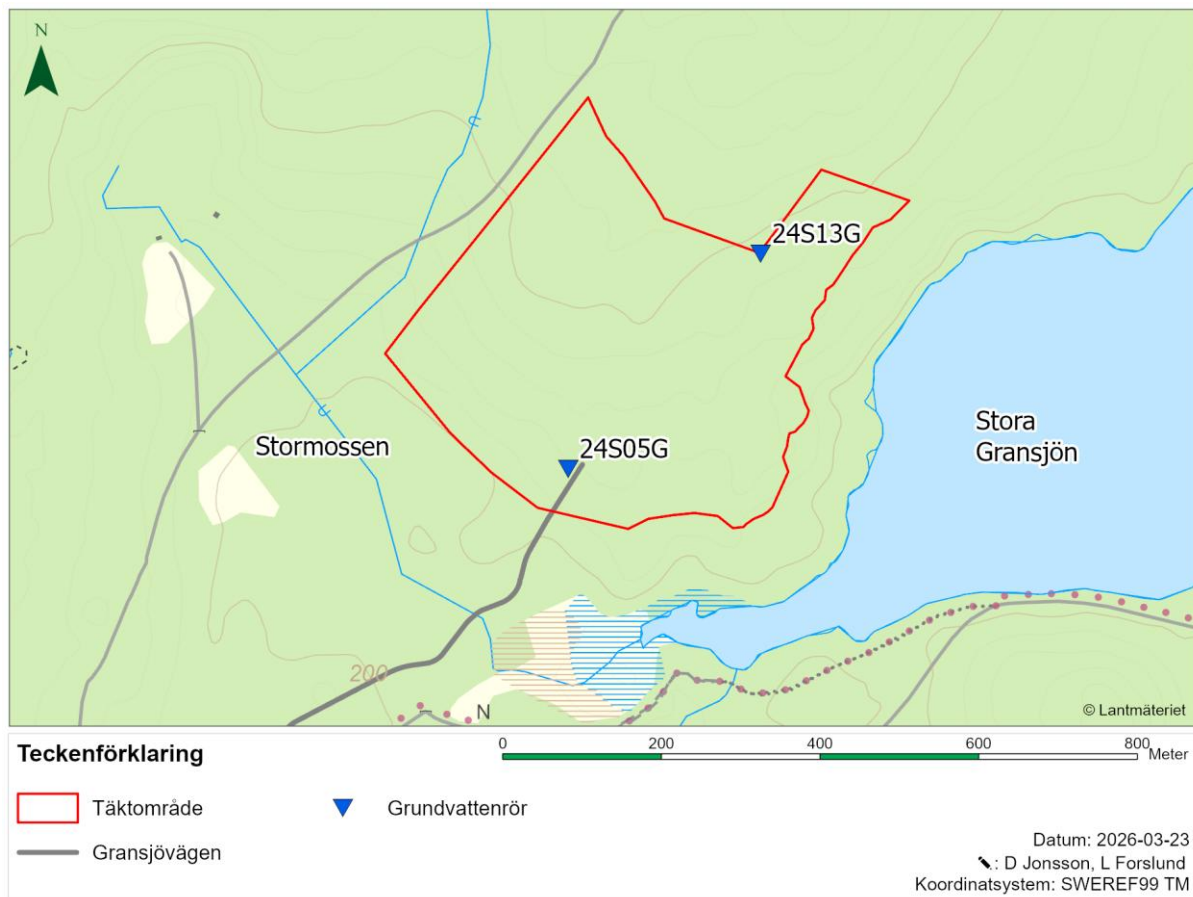 N
24S13G
24S05G
Stormossen
Stora
Gransjön
200
N
© Lantmäteriet
Teckenförklaring
0 200 400 600 800
Meter
Täktområde
Grundvattenrör
Gransjövägen
Datum: 2026-03-23
: D Jonsson, L Forslund
Koordinatsystem: SWEREF99 TM